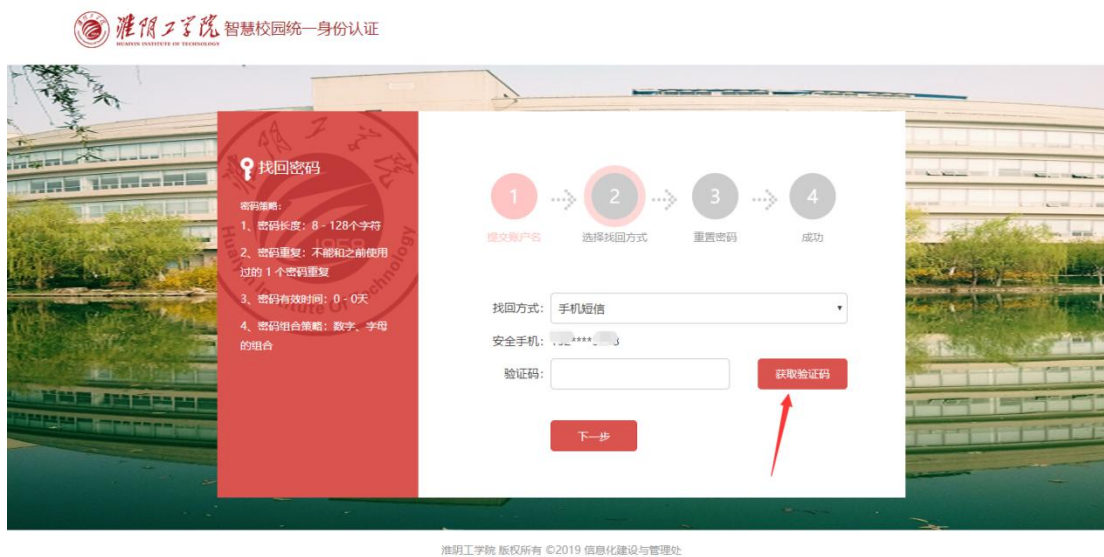 淮阴工学院 智慧校园统一身份认证
HUAIYIN INSTITUTE OF TECHNOLOGY
找回密码
密码策略：
1、密码长度：8 - 128个字符
2、密码重复：不能和之前使用
过的 1 个密码重复
3、密码有效时间：0 - 0天
4、密码组合策略：数字、字母
的组合
1 2 3 4
提交账户名 选择找回方式 重置密码 成功
找回方式： 手机短信
安全手机： ****
验证码： 获取验证码
下一步
淮阴工学院 版权所有 ©2019 信息化建设与管理处